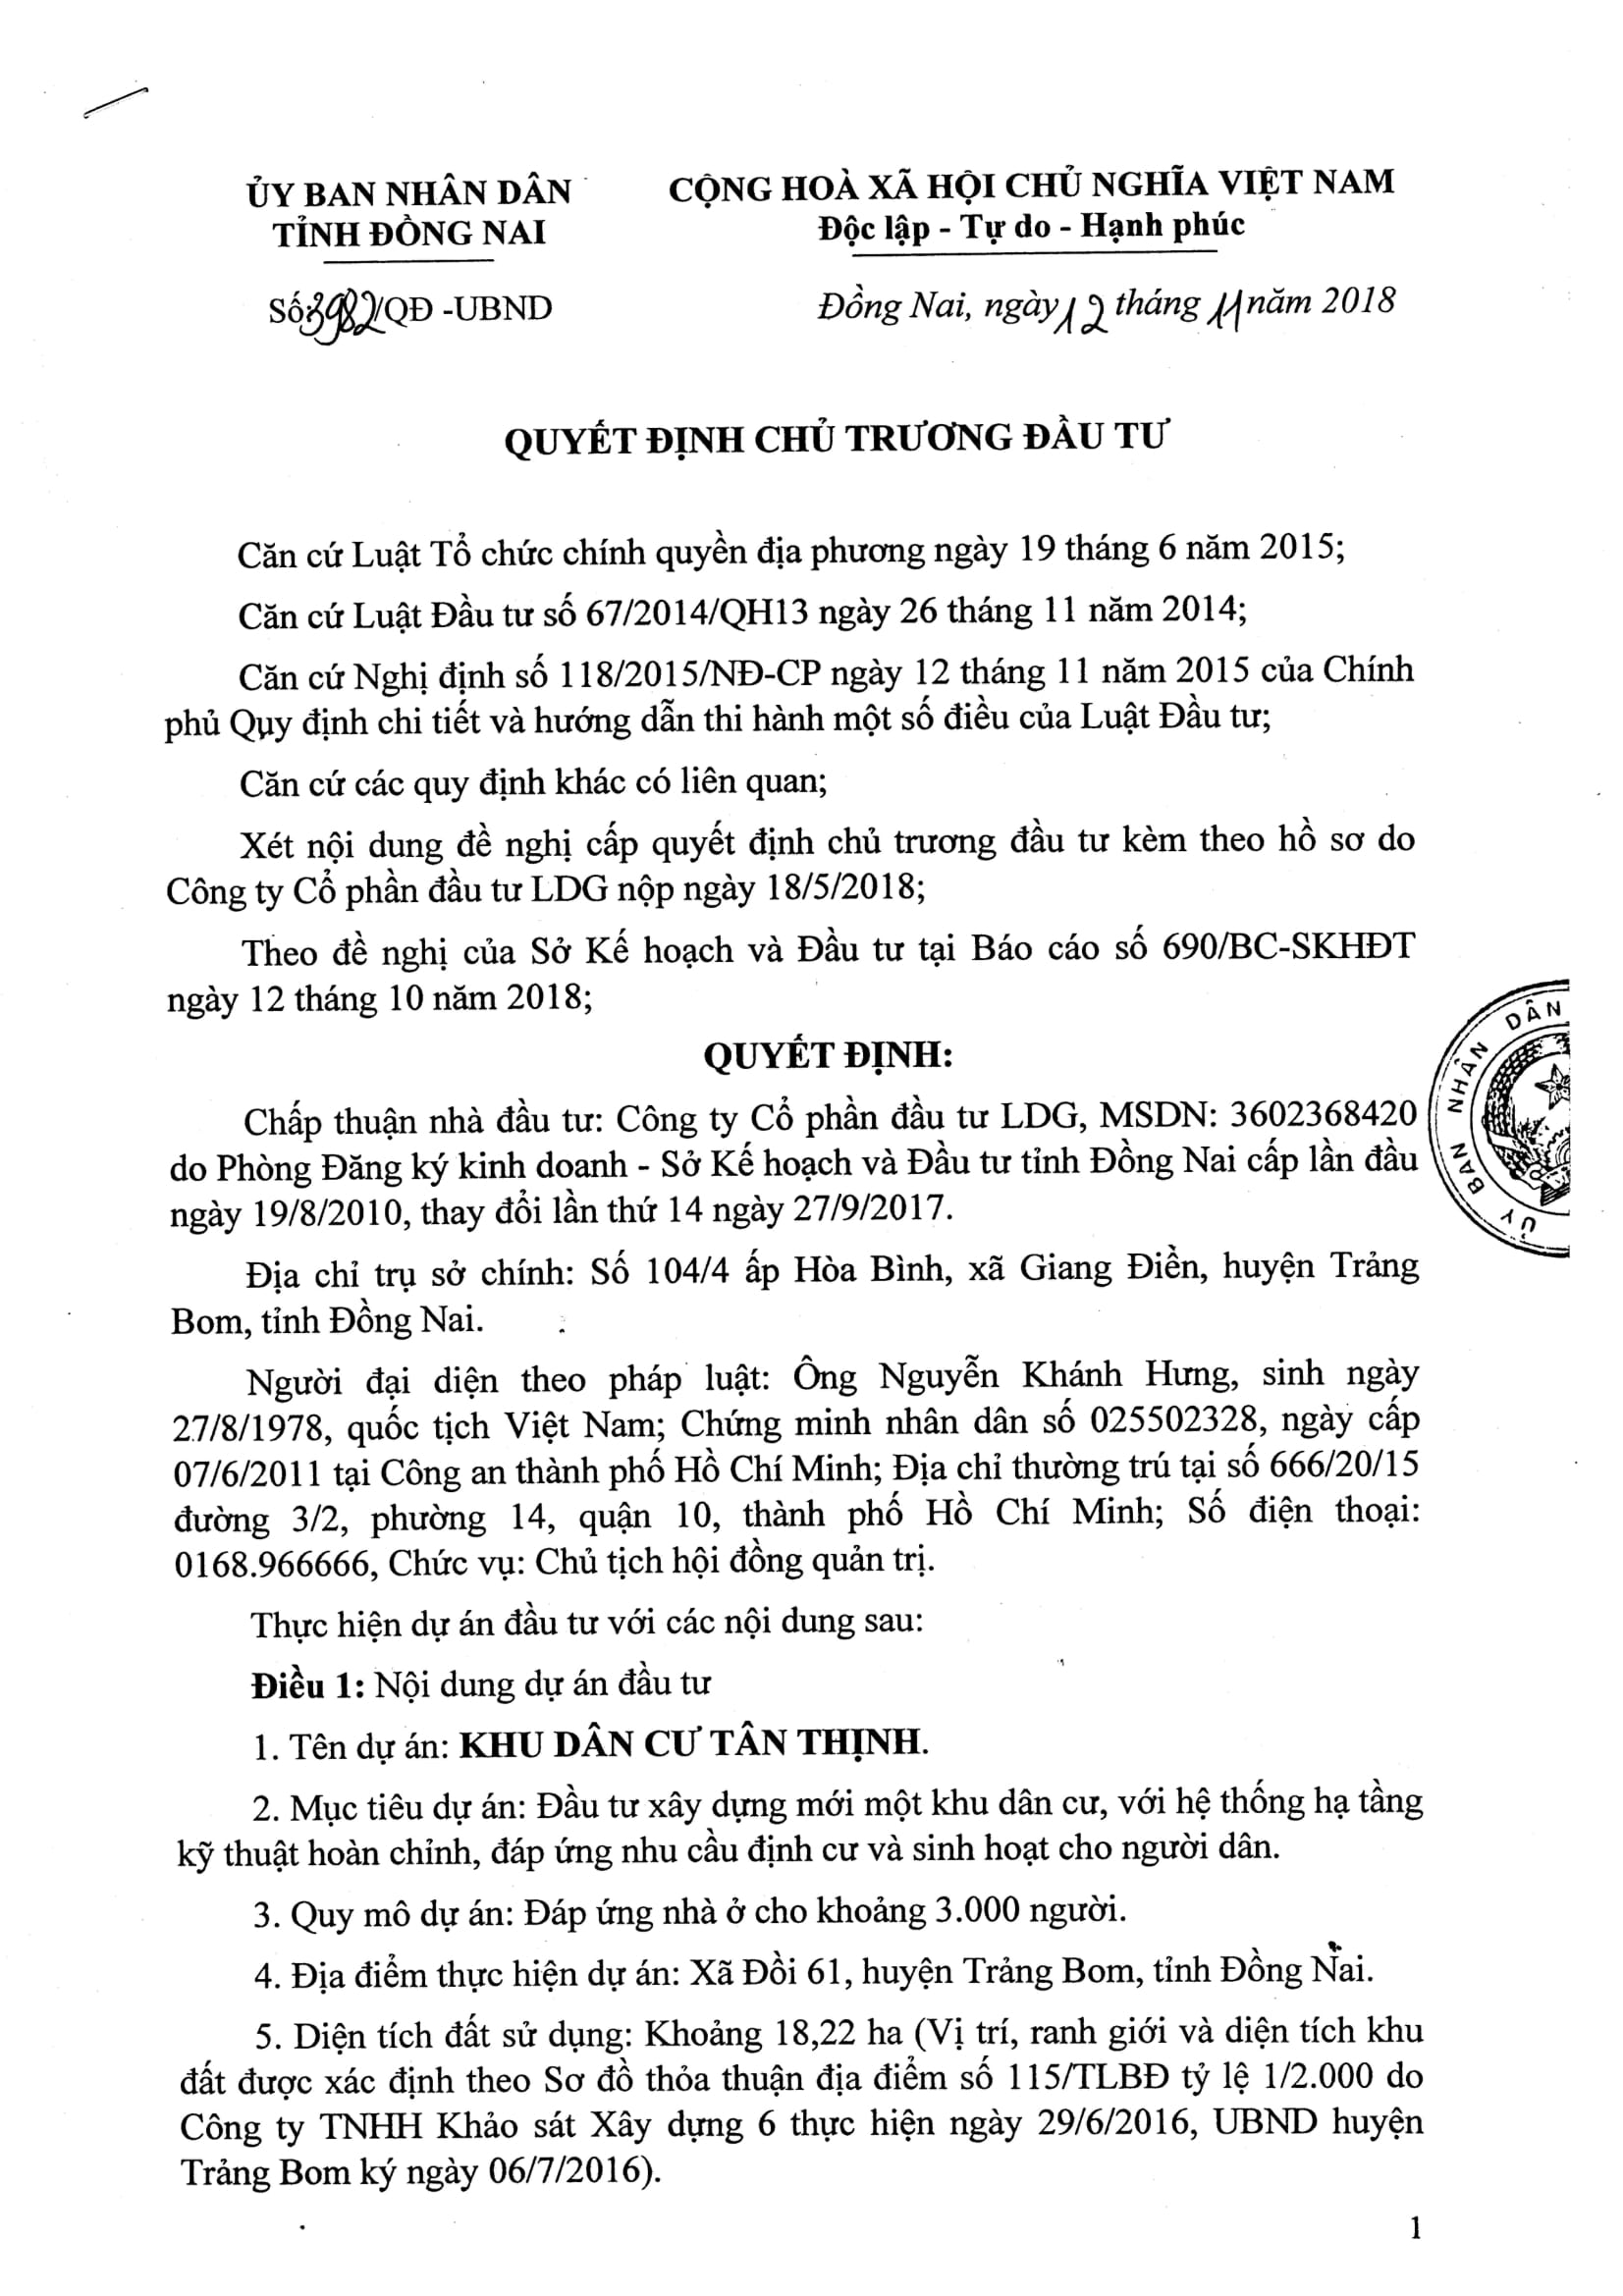 ỦY BAN NHÂN DÂN
TỈNH ĐỒNG NAI
CỘNG HOÀ XÃ HỘI CHỦ NGHĨA VIỆT NAM
Độc lập - Tự do - Hạnh phúc
Số:3982/QĐ -UBND
Đồng Nai, ngày 12 tháng 11 năm 2018
QUYẾT ĐỊNH CHỦ TRƯƠNG ĐẦU TƯ
Căn cứ Luật Tổ chức chính quyền địa phương ngày 19 tháng 6 năm 2015;
Căn cứ Luật Đầu tư số 67/2014/QH13 ngày 26 tháng 11 năm 2014;
Căn cứ Nghị định số 118/2015/NĐ-CP ngày 12 tháng 11 năm 2015 của Chính
phủ Quy định chi tiết và hướng dẫn thi hành một số điều của Luật Đầu tư;
Căn cứ các quy định khác có liên quan;
Xét nội dung đề nghị cấp quyết định chủ trương đầu tư kèm theo hồ sơ do
Công ty Cổ phần đầu tư LDG nộp ngày 18/5/2018;
Theo đề nghị của Sở Kế hoạch và Đầu tư tại Báo cáo số 690/BC-SKHĐT
ngày 12 tháng 10 năm 2018;
QUYẾT ĐỊNH:
Chấp thuận nhà đầu tư: Công ty Cổ phần đầu tư LDG, MSDN: 3602368420
do Phòng Đăng ký kinh doanh - Sở Kế hoạch và Đầu tư tỉnh Đồng Nai cấp lần đầu
ngày 19/8/2010, thay đổi lần thứ 14 ngày 27/9/2017.
ỦY BAN NHÂN DÂN
Địa chỉ trụ sở chính: Số 104/4 ấp Hòa Bình, xã Giang Điền, huyện Trảng
Bom, tỉnh Đồng Nai.
Người đại diện theo pháp luật: Ông Nguyễn Khánh Hưng, sinh ngày
27/8/1978, quốc tịch Việt Nam; Chứng minh nhân dân số 025502328, ngày cấp
07/6/2011 tại Công an thành phố Hồ Chí Minh; Địa chỉ thường trú tại số 666/20/15
đường 3/2, phường 14, quận 10, thành phố Hồ Chí Minh; Số điện thoại:
0168.966666, Chức vụ: Chủ tịch hội đồng quản trị.
Thực hiện dự án đầu tư với các nội dung sau:
Điều 1: Nội dung dự án đầu tư
1. Tên dự án: KHU DÂN CƯ TÂN THỊNH.
2. Mục tiêu dự án: Đầu tư xây dựng mới một khu dân cư, với hệ thống hạ tầng
kỹ thuật hoàn chỉnh, đáp ứng nhu cầu định cư và sinh hoạt cho người dân.
3. Quy mô dự án: Đáp ứng nhà ở cho khoảng 3.000 người.
4. Địa điểm thực hiện dự án: Xã Đồi 61, huyện Trảng Bom, tỉnh Đồng Nai.
5. Diện tích đất sử dụng: Khoảng 18,22 ha (Vị trí, ranh giới và diện tích khu
đất được xác định theo Sơ đồ thỏa thuận địa điểm số 115/TLBĐ tỷ lệ 1/2.000 do
Công ty TNHH Khảo sát Xây dựng 6 thực hiện ngày 29/6/2016, UBND huyện
Trảng Bom ký ngày 06/7/2016).
1